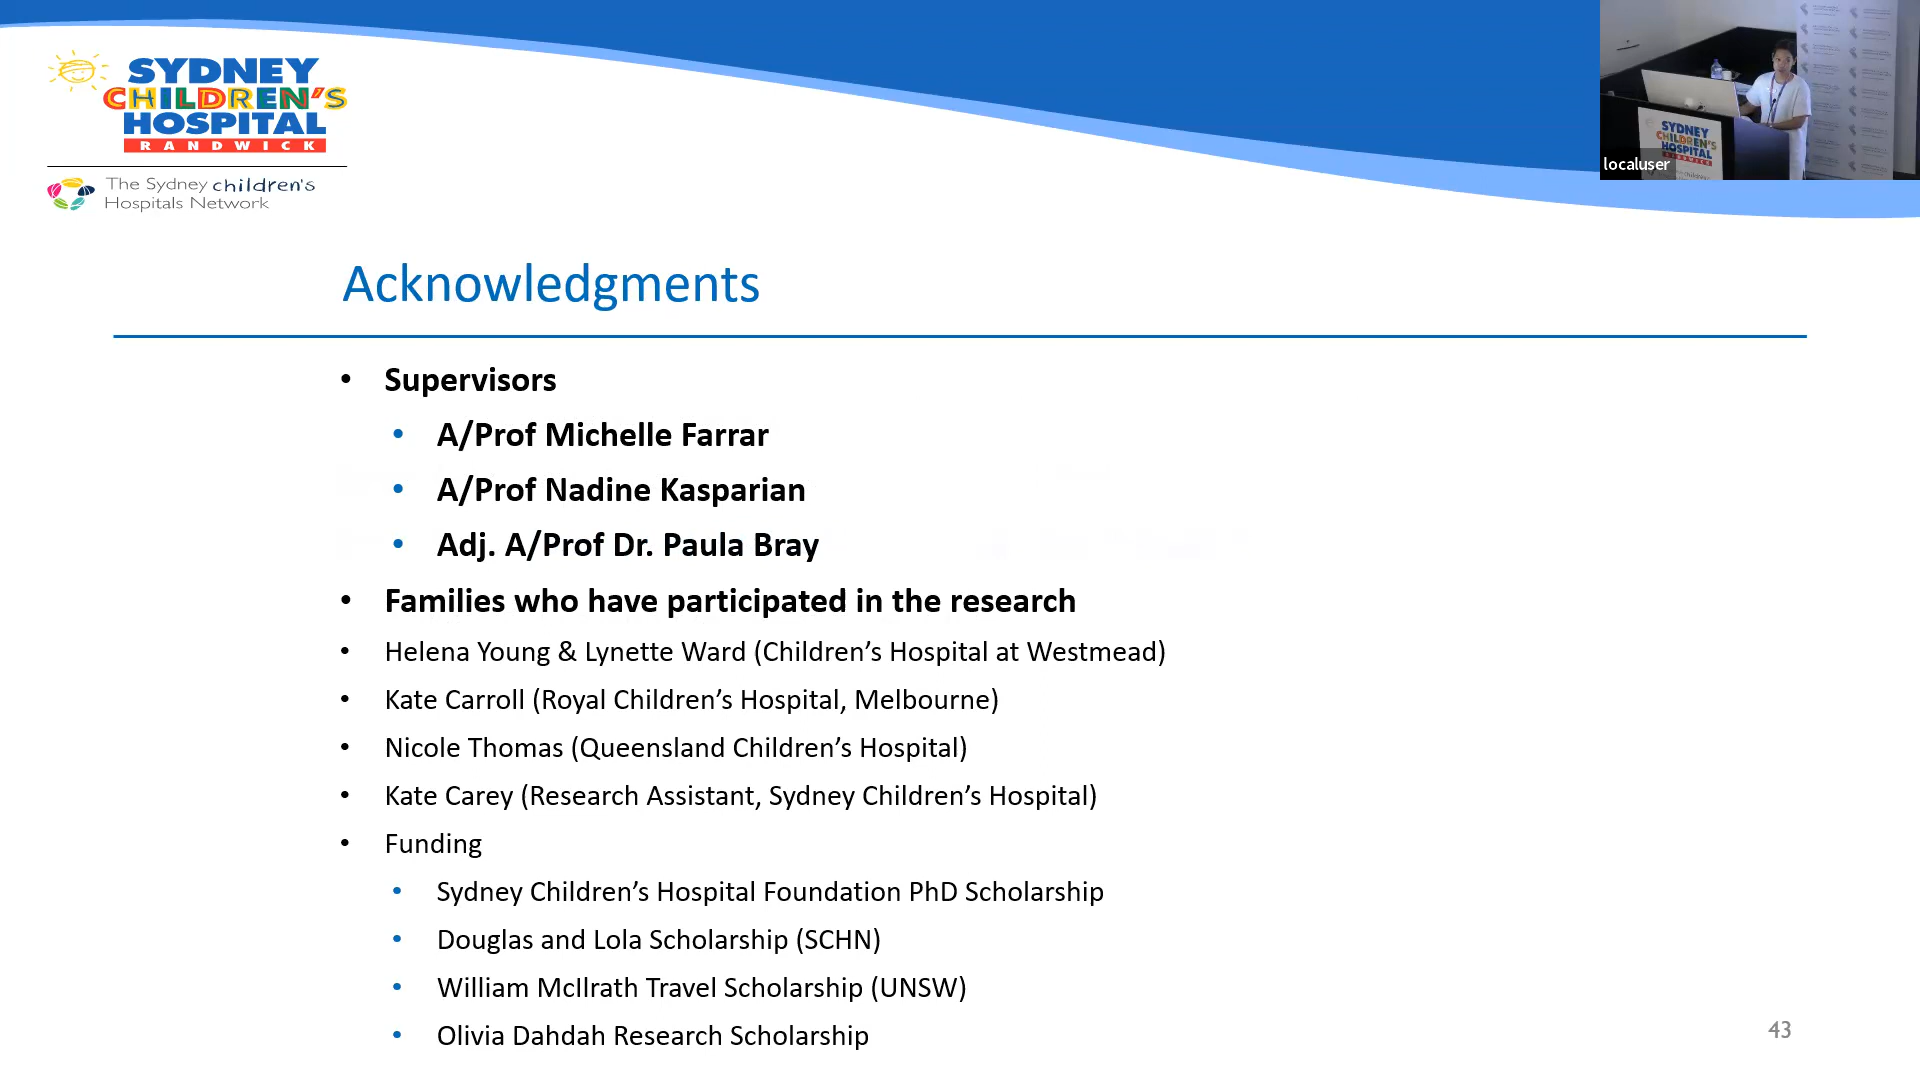 SYDNEY
CHILDREN'S
HOSPITAL
RANDWICK
The Sydney children's
Hospitals Network
SYDNEY
CHILDREN'S
HOSPITAL
localuser
Acknowledgments
• Supervisors
• A/Prof Michelle Farrar
• A/Prof Nadine Kasparian
• Adj. A/Prof Dr. Paula Bray
• Families who have participated in the research
• Helena Young & Lynette Ward (Children’s Hospital at Westmead)
• Kate Carroll (Royal Children’s Hospital, Melbourne)
• Nicole Thomas (Queensland Children’s Hospital)
• Kate Carey (Research Assistant, Sydney Children’s Hospital)
• Funding
• Sydney Children’s Hospital Foundation PhD Scholarship
• Douglas and Lola Scholarship (SCHN)
• William McIlrath Travel Scholarship (UNSW)
• Olivia Dahdah Research Scholarship
43